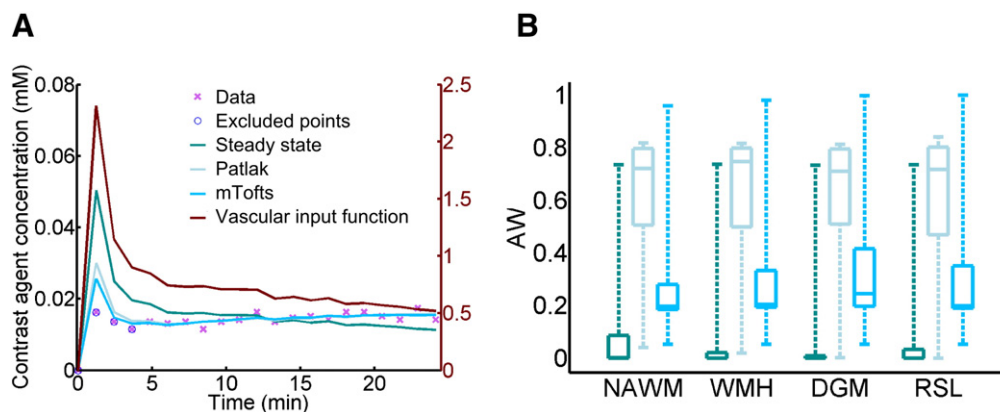 A
Contrast agent concentration (mM)
0.08
0.06
0.04
0.02
0
Data
Excluded points
Steady state
Patlak
mTofts
Vascular input function
2.5
2
1.5
1
0.5
0
0
5
10
15
20
Time (min)
B
AW
1
0.8
0.6
0.4
0.2
0
NAWM WMH DGM RSL